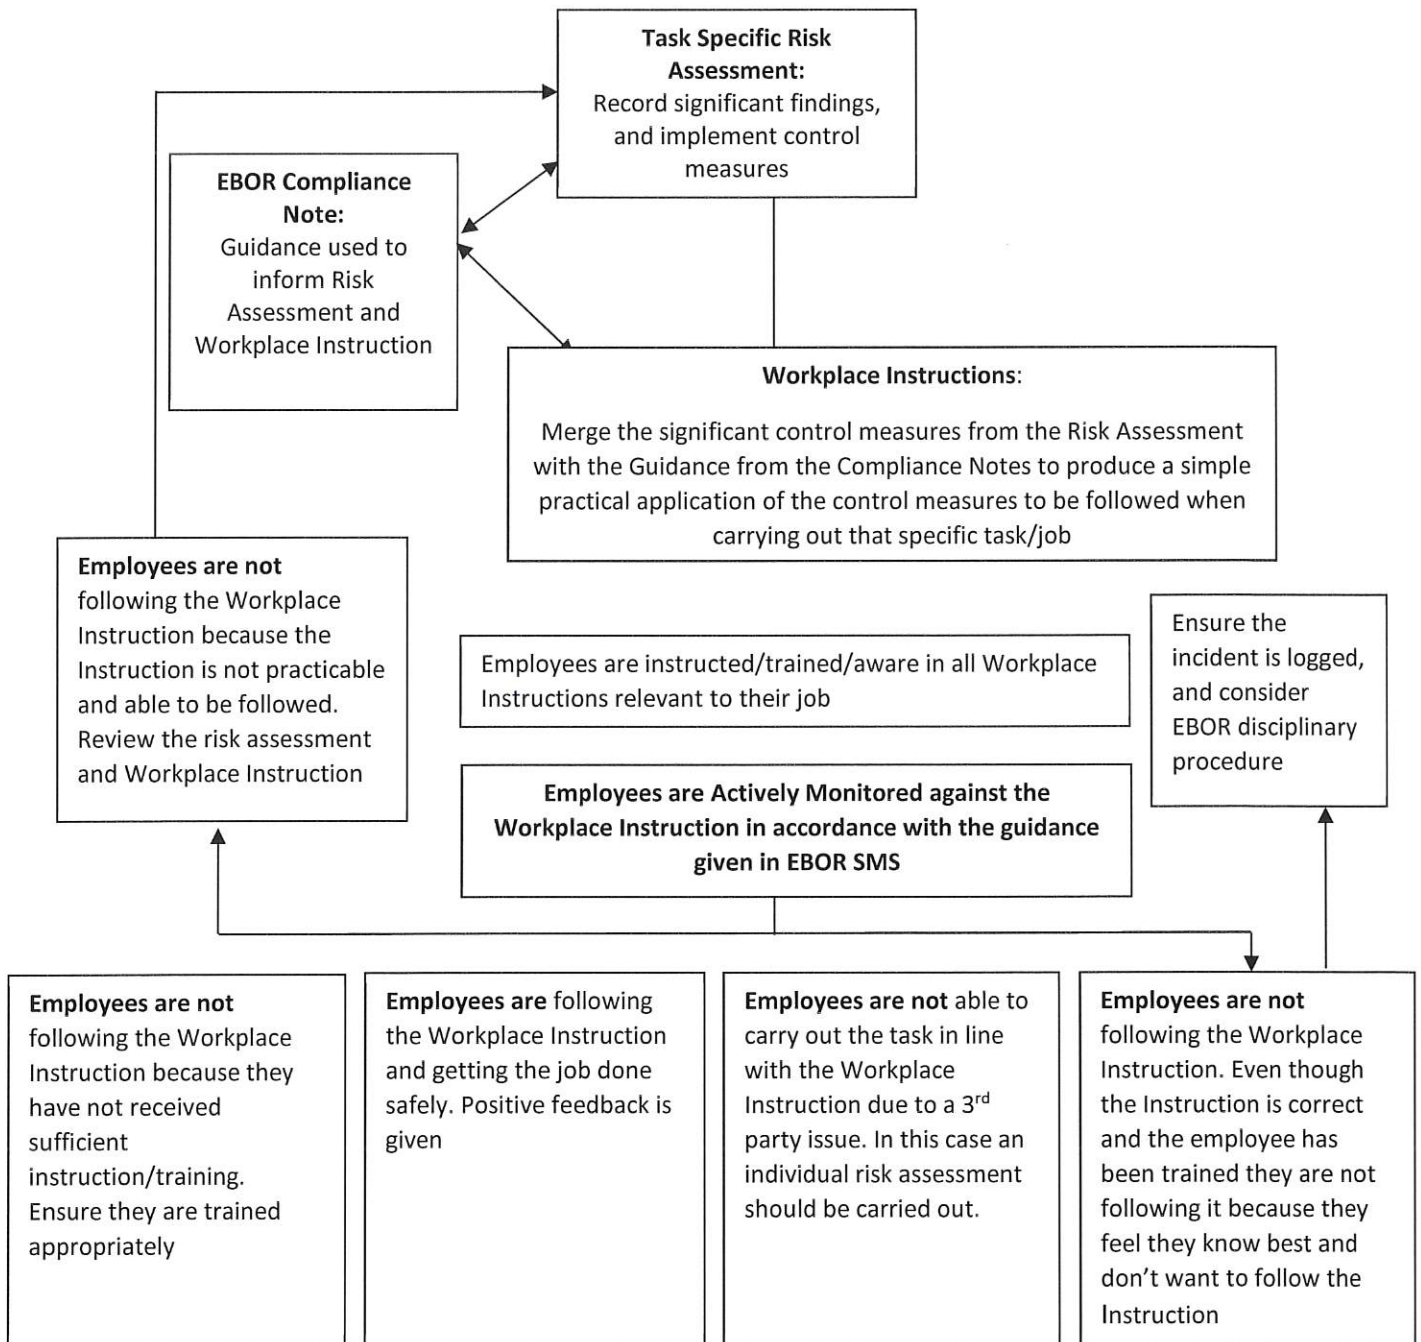 Task Specific Risk
Assessment:
Record significant findings,
and implement control
measures
EBOR Compliance
Note:
Guidance used to
inform Risk
Assessment and
Workplace Instruction
Workplace Instructions:
Merge the significant control measures from the Risk Assessment
with the Guidance from the Compliance Notes to produce a simple
practical application of the control measures to be followed when
carrying out that specific task/job
Employees are not
following the Workplace
Instruction because the
Instruction is not practicable
and able to be followed.
Review the risk assessment
and Workplace Instruction
Employees are instructed/trained/aware in all Workplace
Instructions relevant to their job
Ensure the
incident is logged,
and consider
EBOR disciplinary
procedure
Employees are Actively Monitored against the
Workplace Instruction in accordance with the guidance
given in EBOR SMS
Employees are not
following the Workplace
Instruction because they
have not received
sufficient
instruction/training.
Ensure they are trained
appropriately
Employees are following
the Workplace Instruction
and getting the job done
safely. Positive feedback is
given
Employees are not able to
carry out the task in line
with the Workplace
Instruction due to a 3rd
party issue. In this case an
individual risk assessment
should be carried out.
Employees are not
following the Workplace
Instruction. Even though
the Instruction is correct
and the employee has
been trained they are not
following it because they
feel they know best and
don't want to follow the
Instruction